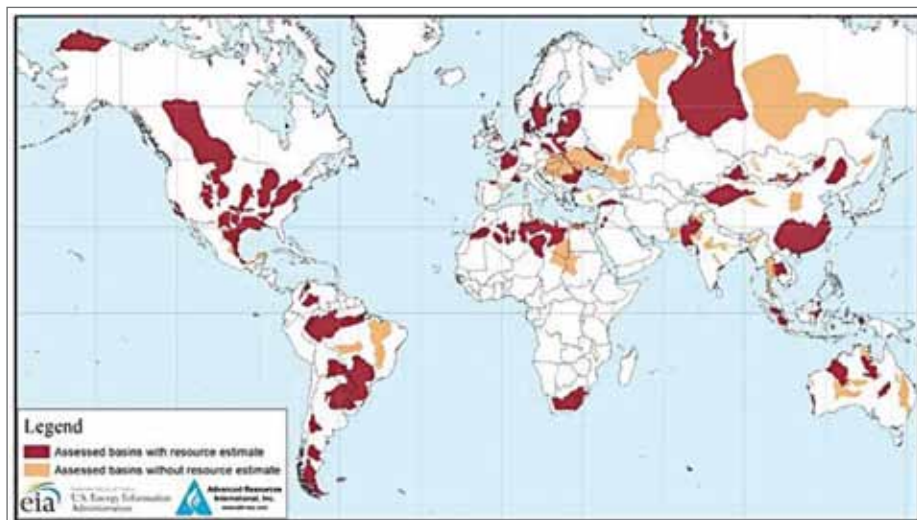 Legend
Assessed basins with resource estimate
Assessed basins without resource estimate
eia
U.S. Energy Information
Administration
Advanced Resources
International, Inc.